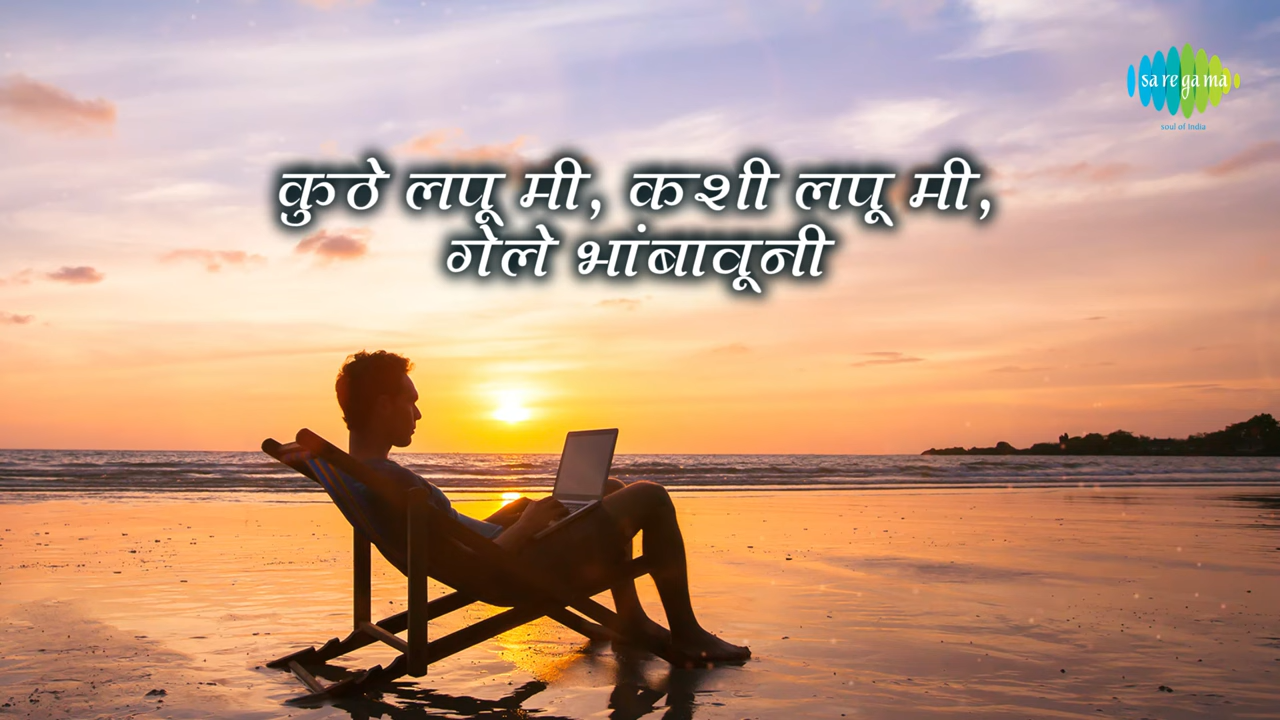 sa re ga ma
soul of India
कुठे लपू मी, कशी लपू मी,
गेले भांबावूनी